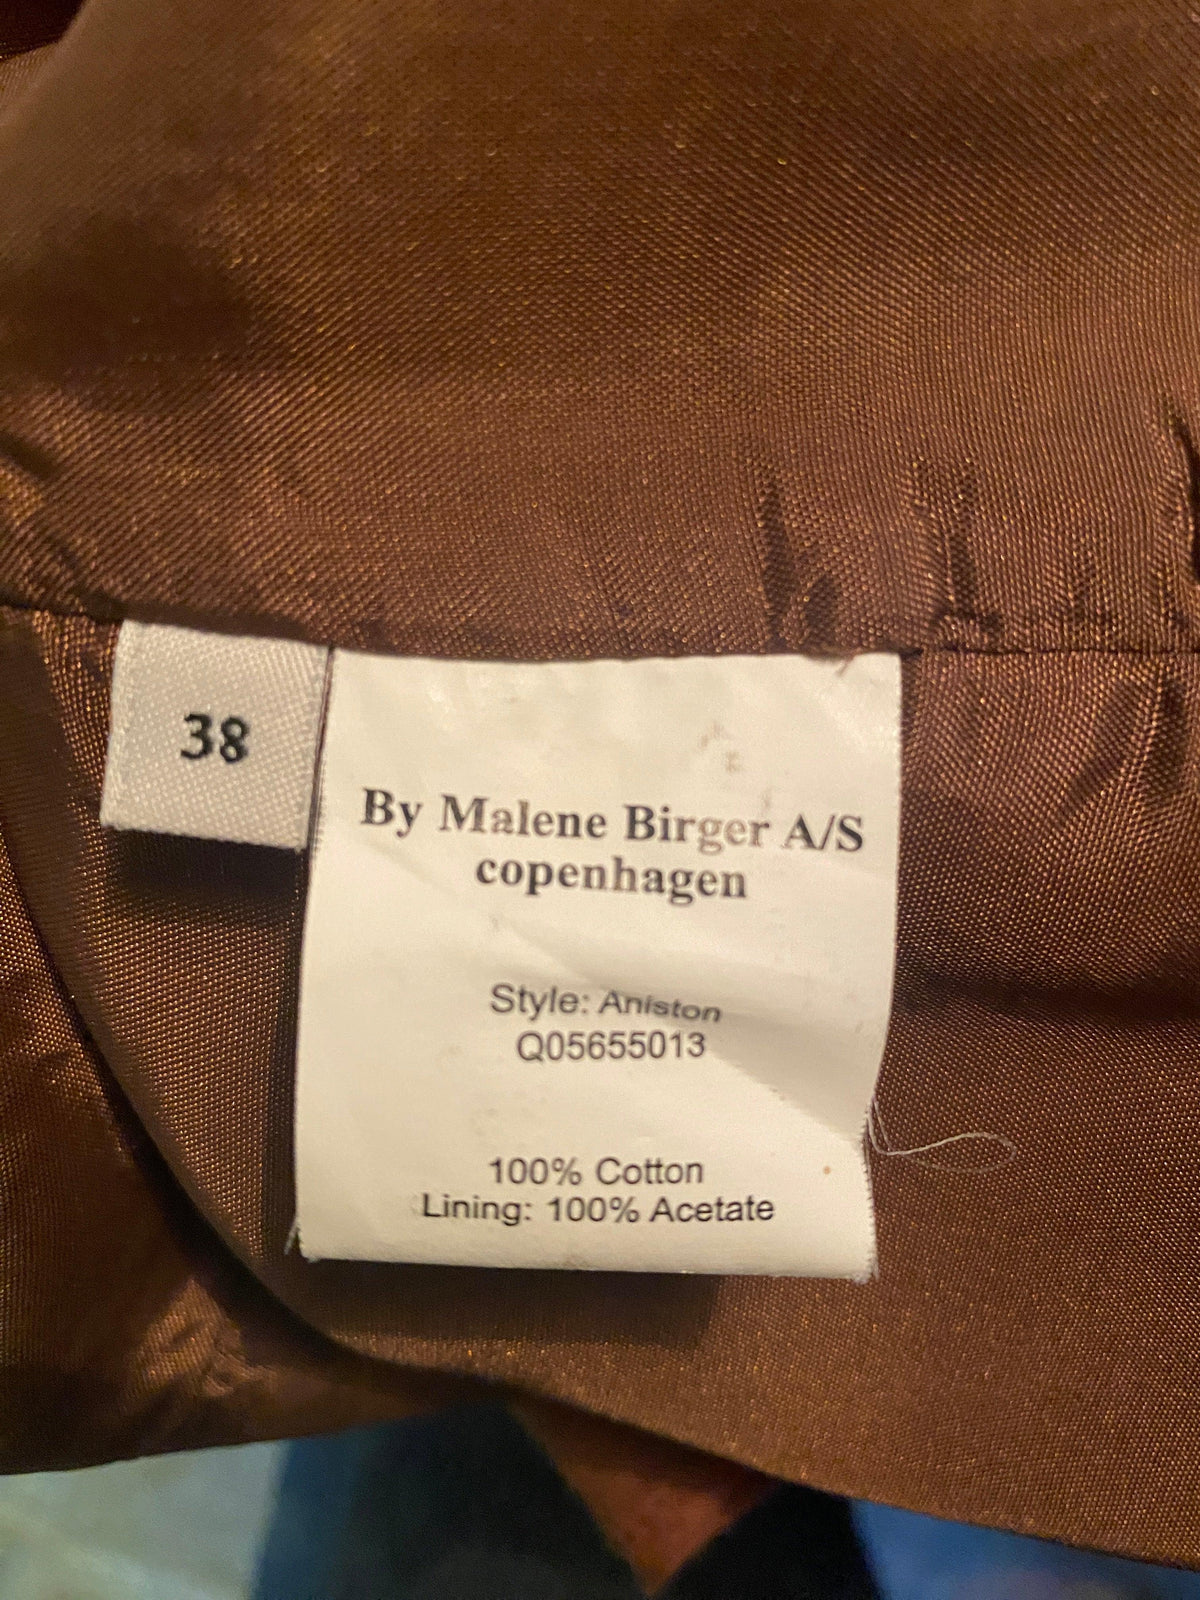 38
By Malene Birger A/S
copenhagen
Style: Aniston
Q05655013
100% Cotton
Lining: 100% Acetate